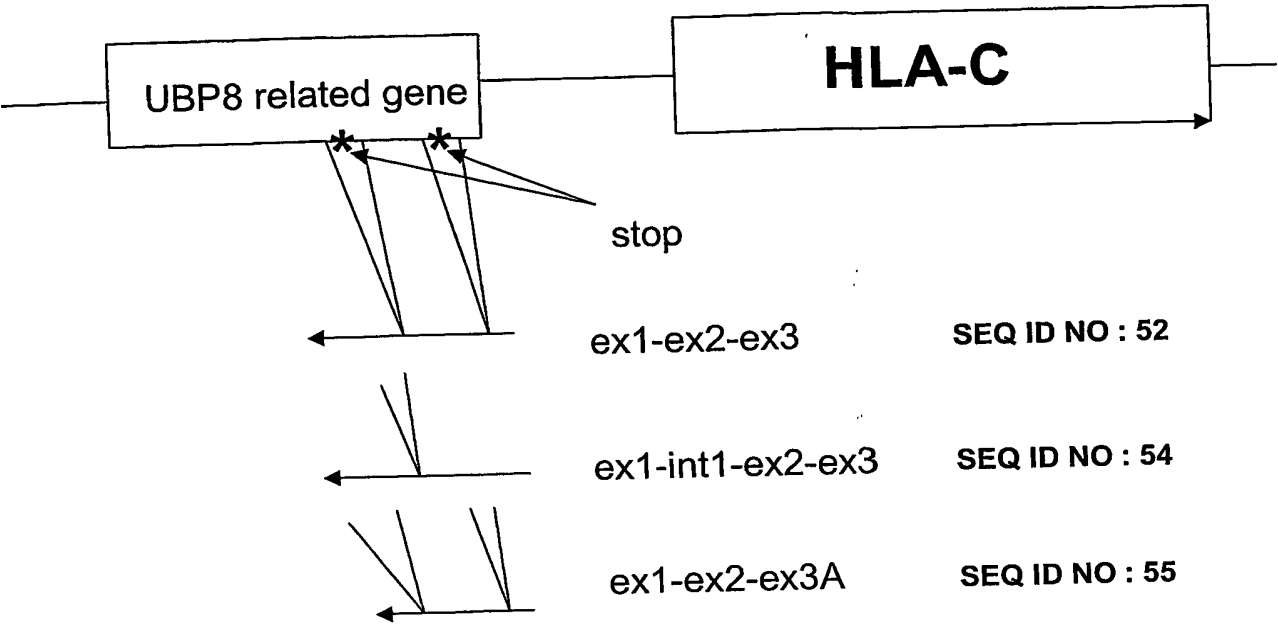 UBP8 related gene
HLA-C
* *
stop
ex1-ex2-ex3 SEQ ID NO : 52
ex1-int1-ex2-ex3 SEQ ID NO : 54
ex1-ex2-ex3A SEQ ID NO : 55